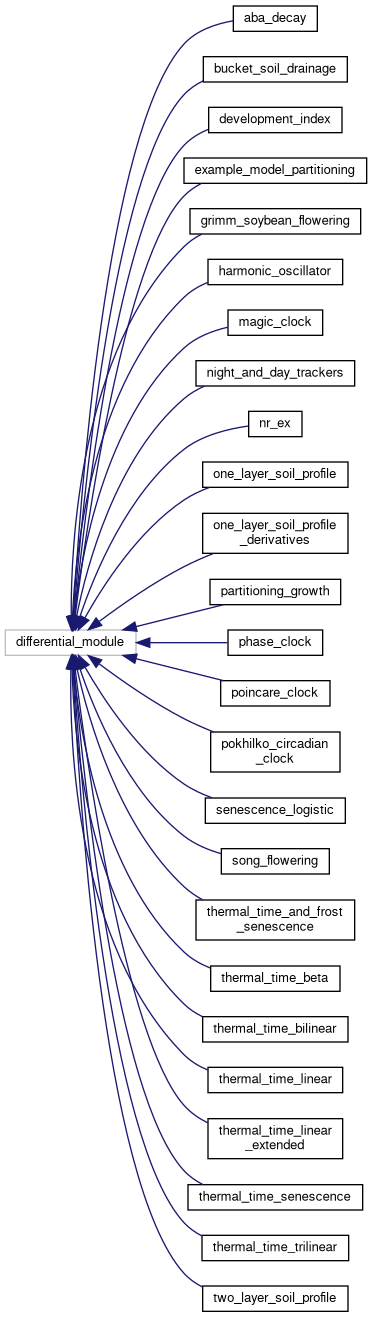 aba_decay
bucket_soil_drainage
development_index
example_model_partitioning
grimm_soybean_flowering
harmonic_oscillator
magic_clock
night_and_day_trackers
nr_ex
one_layer_soil_profile
one_layer_soil_profile
_derivatives
partitioning_growth
differential_module
phase_clock
poincare_clock
pokhilko_circadian
_clock
senescence_logistic
song_flowering
thermal_time_and_frost
_senescence
thermal_time_beta
thermal_time_bilinear
thermal_time_linear
thermal_time_linear
_extended
thermal_time_senescence
thermal_time_trilinear
two_layer_soil_profile